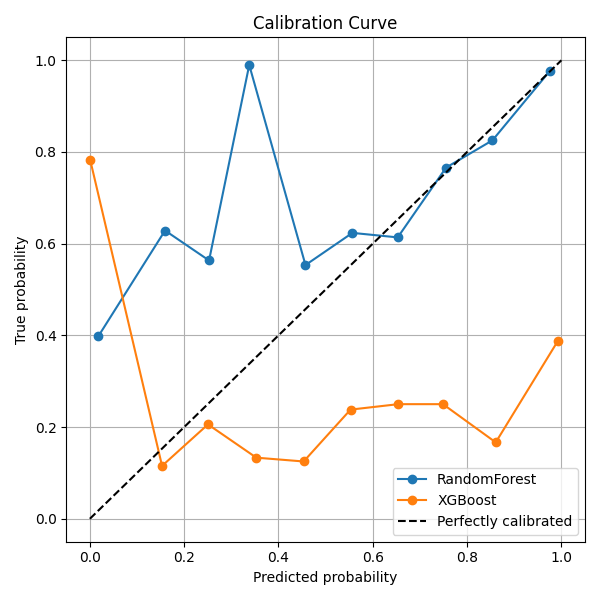 Calibration Curve
True probability
1.0
0.8
0.6
0.4
0.2
0.0
0.0 0.2 0.4 0.6 0.8 1.0
Predicted probability
RandomForest
XGBoost
Perfectly calibrated